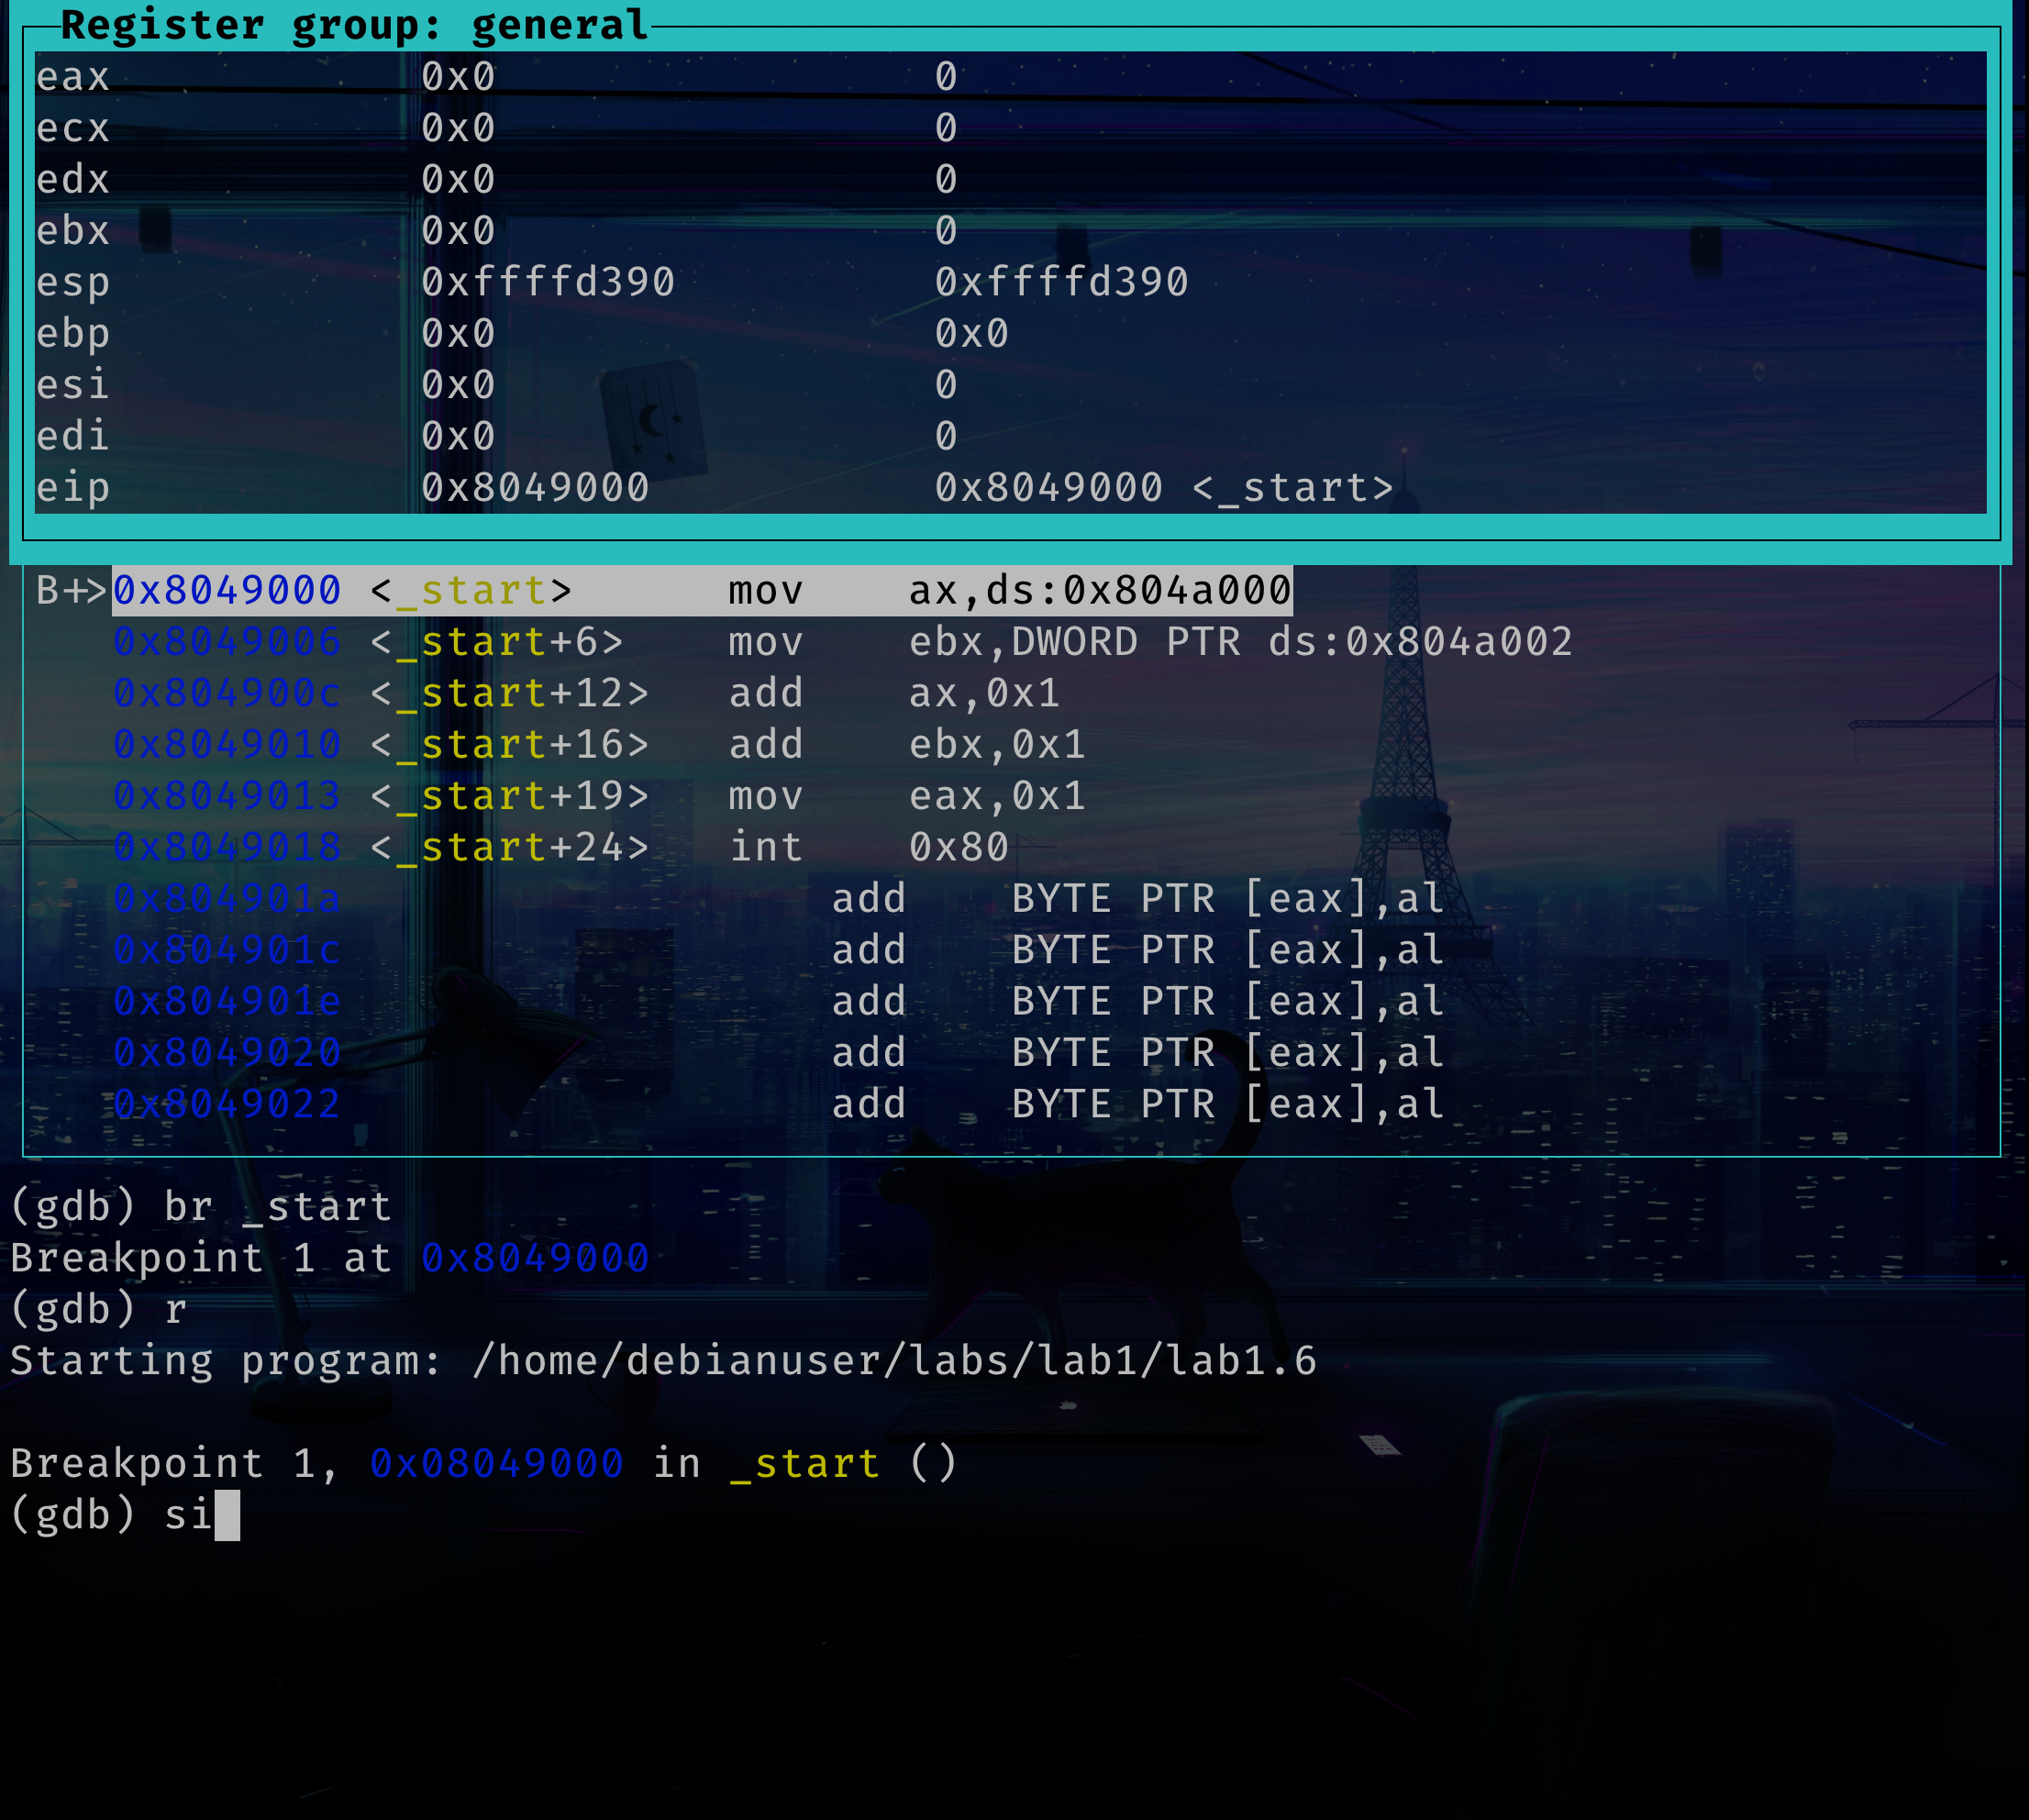 Register group: general
eax 0x0 0
ecx 0x0 0
edx 0x0 0
ebx 0x0 0
esp 0xffffd390 0xffffd390
ebp 0x0 0x0
esi 0x0 0
edi 0x0 0
eip 0x8049000 0x8049000 <_start>
B+>0x8049000 <_start> mov ax,ds:0x804a000
0x8049006 <_start+6> mov ebx,DWORD PTR ds:0x804a002
0x804900c <_start+12> add ax,0x1
0x8049010 <_start+16> add ebx,0x1
0x8049013 <_start+19> mov eax,0x1
0x8049018 <_start+24> int 0x80
0x804901a add BYTE PTR [eax],al
0x804901c add BYTE PTR [eax],al
0x804901e add BYTE PTR [eax],al
0x8049020 add BYTE PTR [eax],al
0x8049022 add BYTE PTR [eax],al
(gdb) br _start
Breakpoint 1 at 0x8049000
(gdb) r
Starting program: /home/debianuser/labs/lab1/lab1.6
Breakpoint 1, 0x08049000 in _start ()
(gdb) si